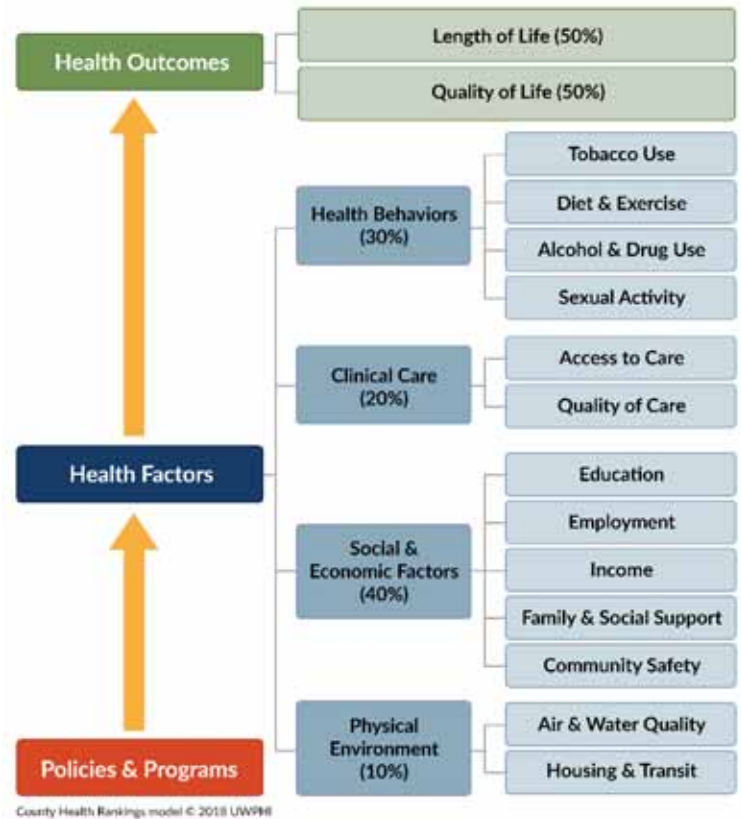 Health Outcomes
Length of Life (50%)
Quality of Life (50%)
Health Behaviors
(30%)
Tobacco Use
Diet & Exercise
Alcohol & Drug Use
Sexual Activity
Clinical Care
(20%)
Access to Care
Quality of Care
Health Factors
Social &
Economic Factors
(40%)
Education
Employment
Income
Family & Social Support
Community Safety
Physical
Environment
(10%)
Air & Water Quality
Housing & Transit
Policies & Programs
County Health Rankings model © 2018 UWPHI